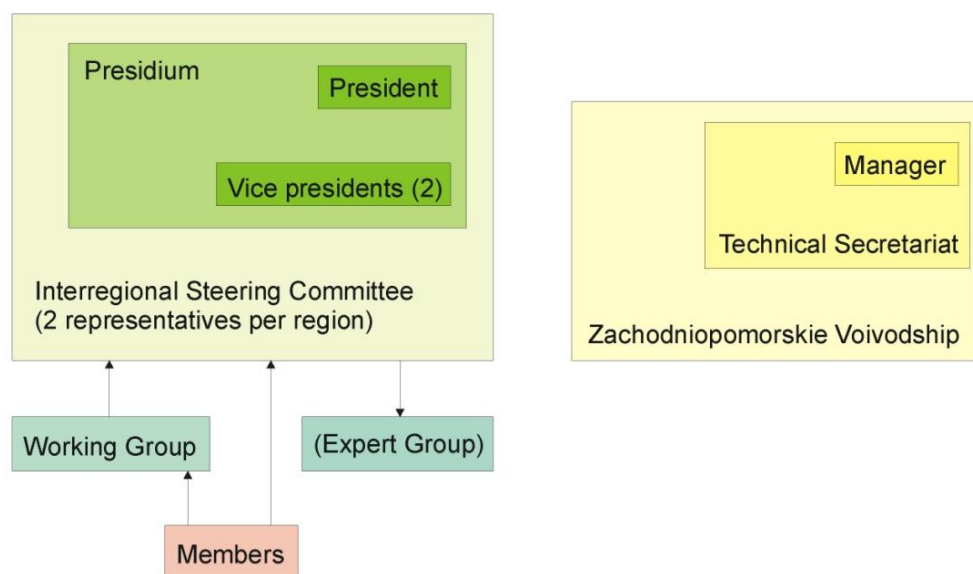 Presidium
President
Vice presidents (2)
Interregional Steering Committee
(2 representatives per region)
Working Group
(Expert Group)
Members
Manager
Technical Secretariat
Zachodniopomorskie Voivodship